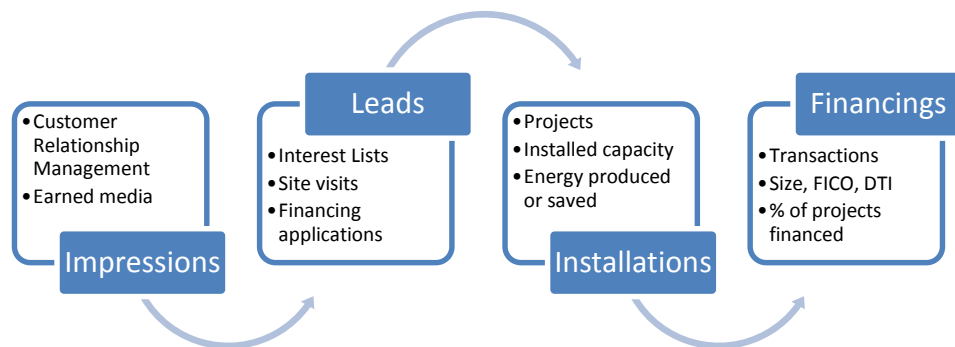 • Customer
Relationship
Management
• Earned media
Impressions
Leads
• Interest Lists
• Site visits
• Financing
applications
• Projects
• Installed capacity
• Energy produced
or saved
Installations
Financings
• Transactions
• Size, FICO, DTI
• % of projects
financed